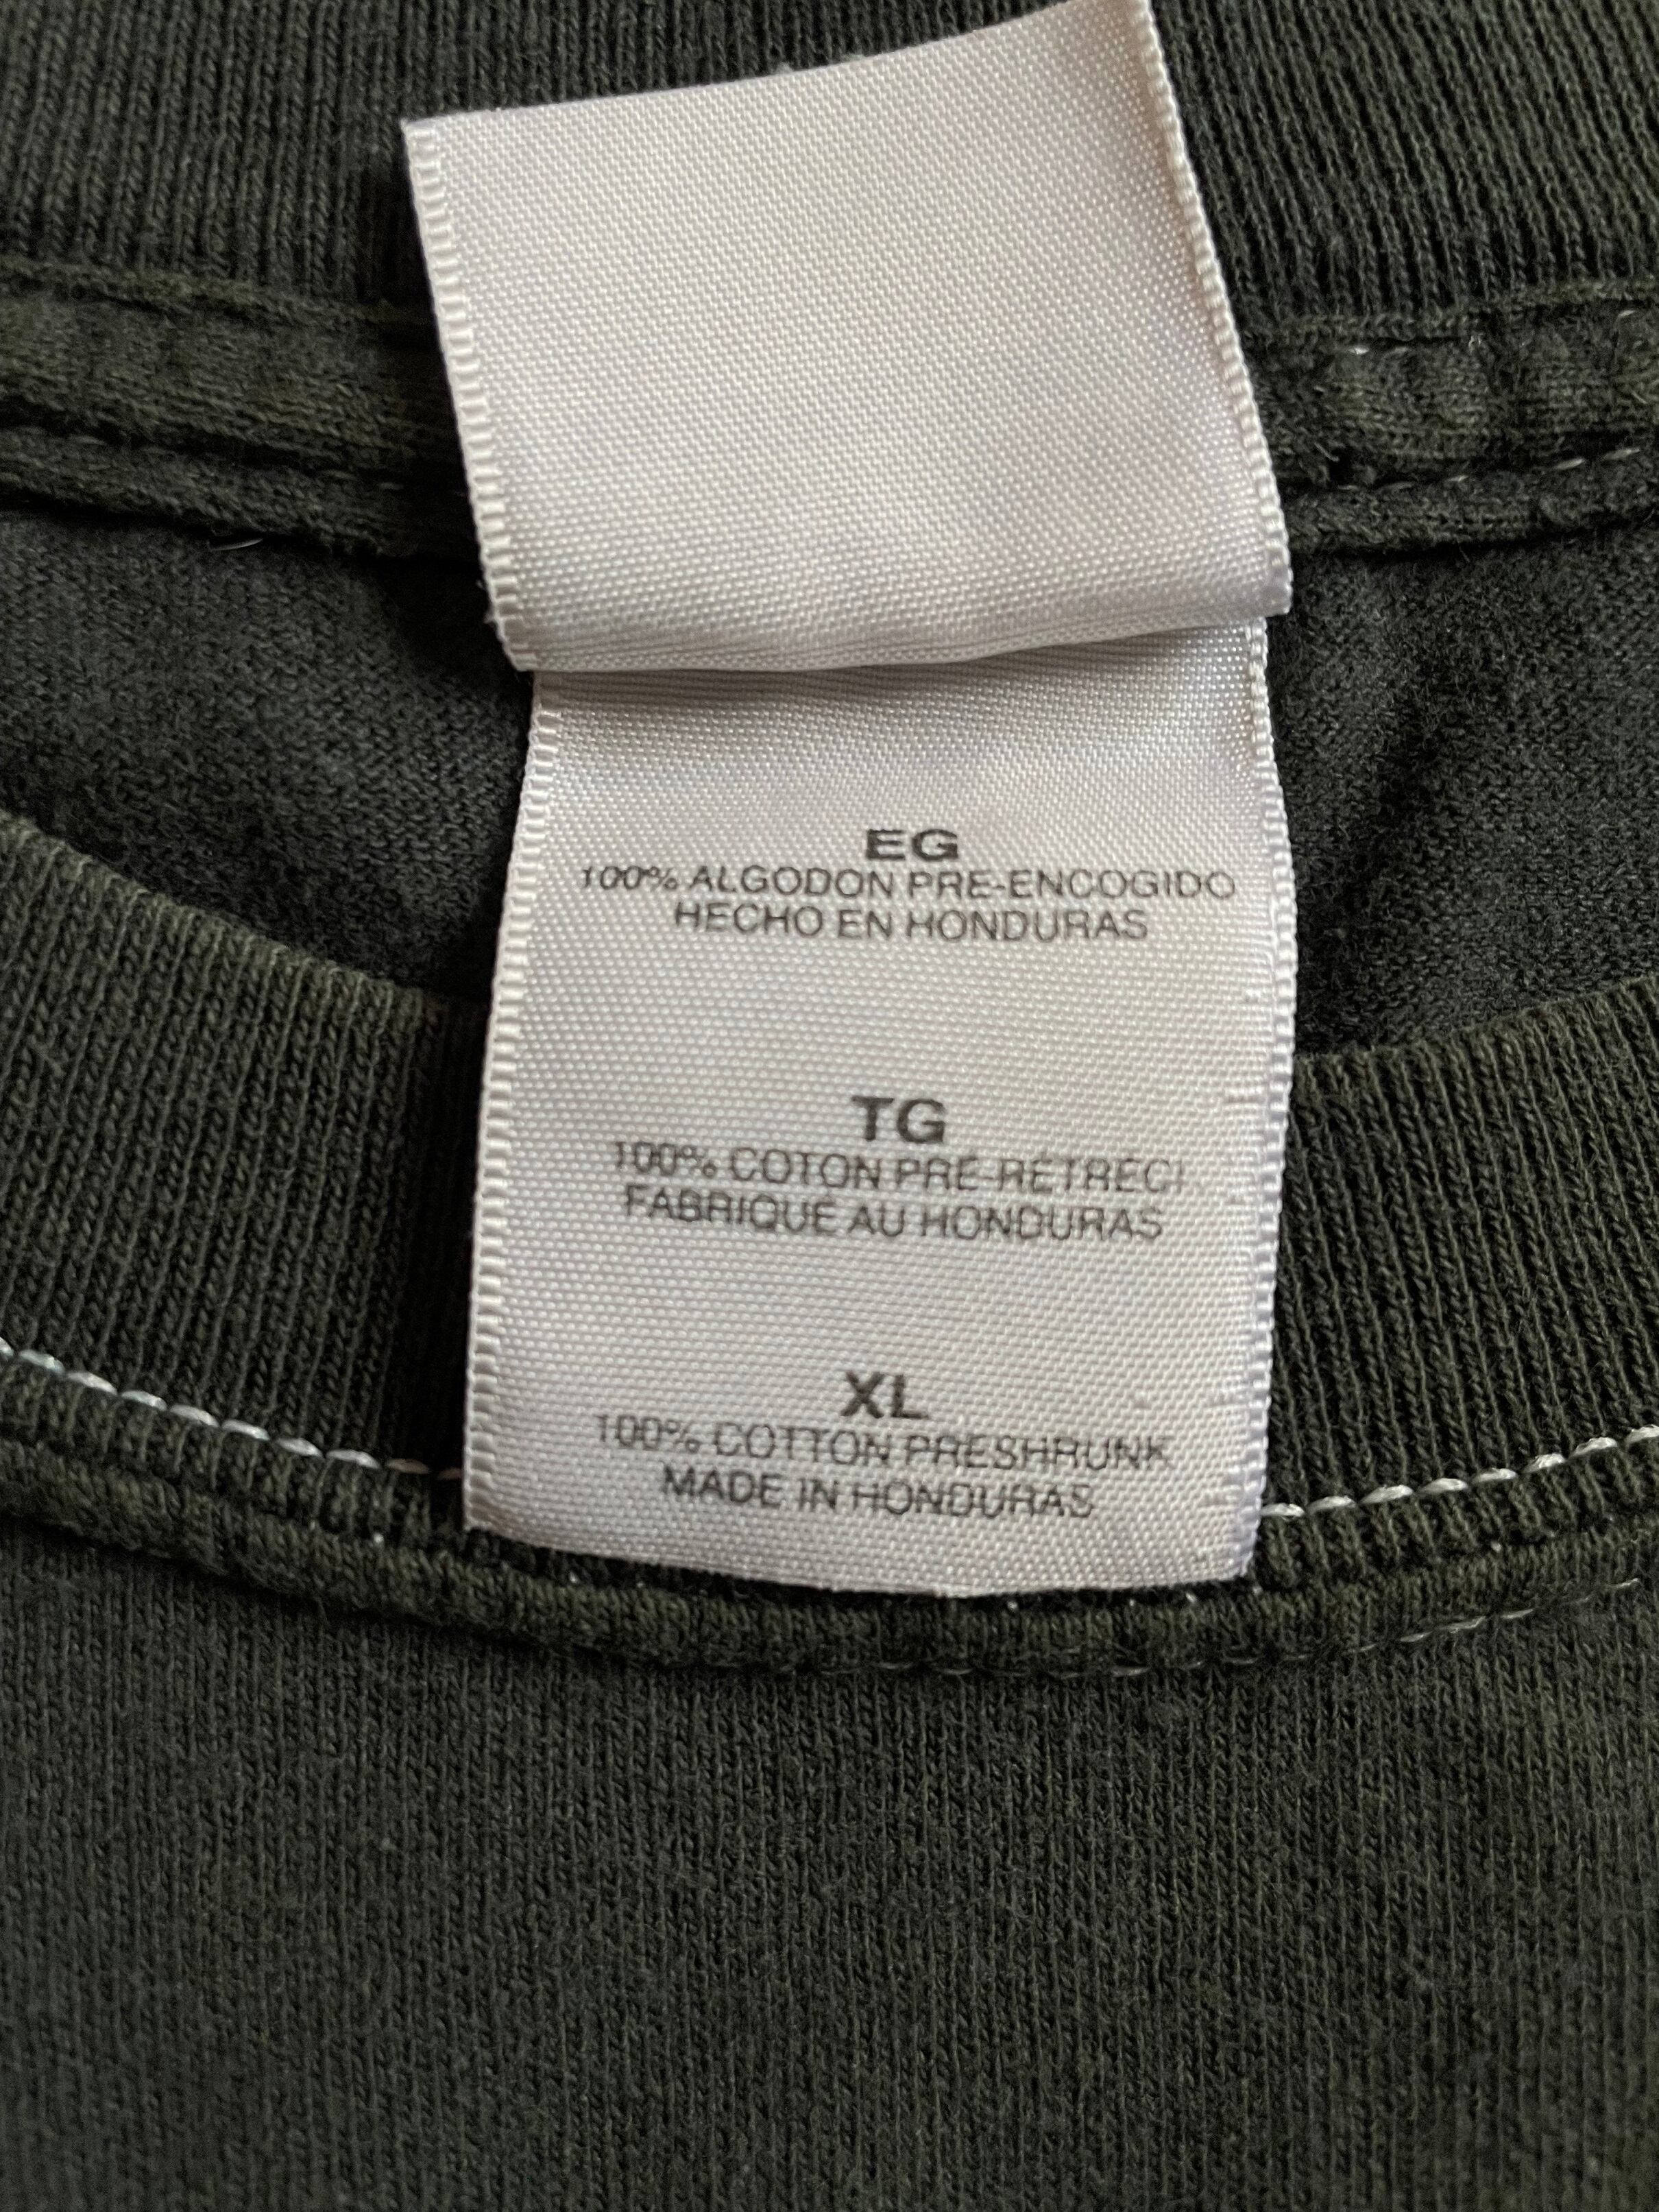 EG
100% ALGODON PRE-ENCOGIDO
HECHO EN HONDURAS
TG
100% COTON PRE-RETRECI
FABRIQUE AU HONDURAS
XL
100% COTTON PRESHRUNK
MADE IN HONDURAS